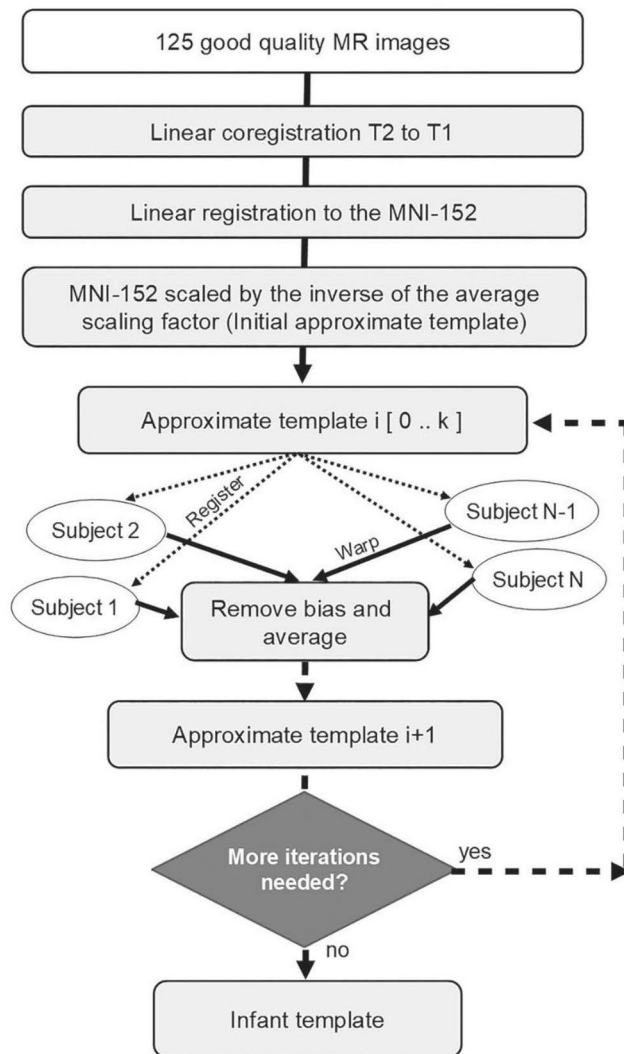 125 good quality MR images
Linear coregistration T2 to T1
Linear registration to the MNI-152
MNI-152 scaled by the inverse of the average
scaling factor (Initial approximate template)
Approximate template i [ 0 .. k ]
Register
Subject 2
Subject N-1
Warp
Subject 1
Subject N
Remove bias and
average
Approximate template i+1
More iterations
needed?
yes
no
Infant template